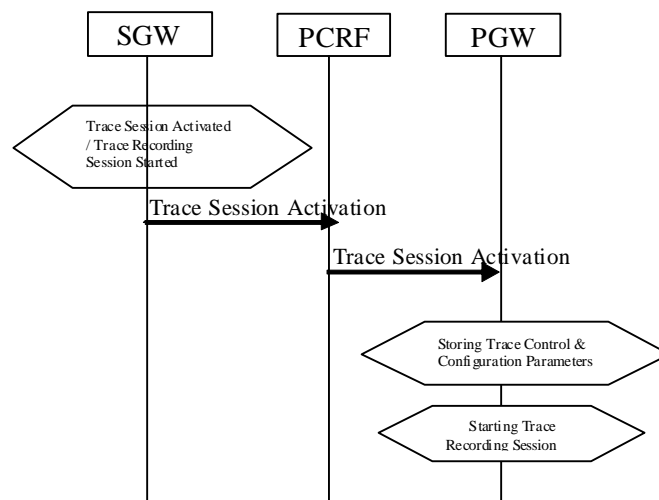 SGW
PCRF
PGW
Trace Session Activated
/ Trace Recording
Session Started
Trace Session Activation
Trace Session Activation
Storing Trace Control &
Configuration Parameters
Starting Trace
Recording Session